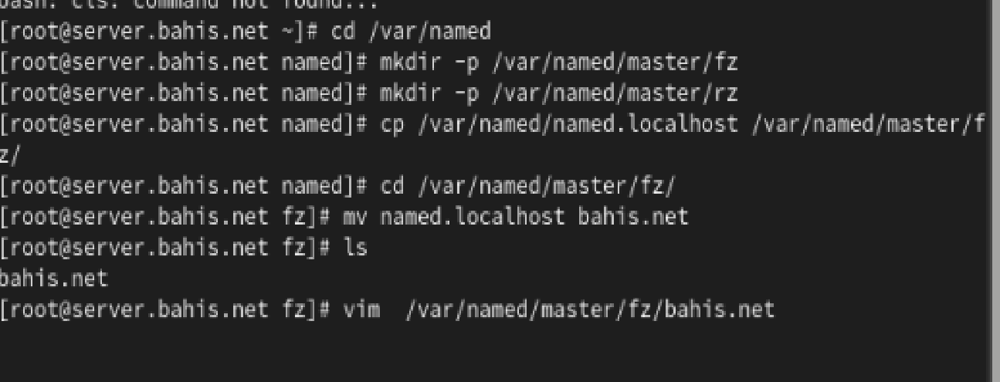 bash: cls: command not found...
[root@server.bahis.net ~]# cd /var/named
[root@server.bahis.net named]# mkdir -p /var/named/master/fz
[root@server.bahis.net named]# mkdir -p /var/named/master/rz
[root@server.bahis.net named]# cp /var/named/named.localhost /var/named/master/f
z/
[root@server.bahis.net named]# cd /var/named/master/fz/
[root@server.bahis.net fz]# mv named.localhost bahis.net
[root@server.bahis.net fz]# ls
bahis.net
[root@server.bahis.net fz]# vim  /var/named/master/fz/bahis.net